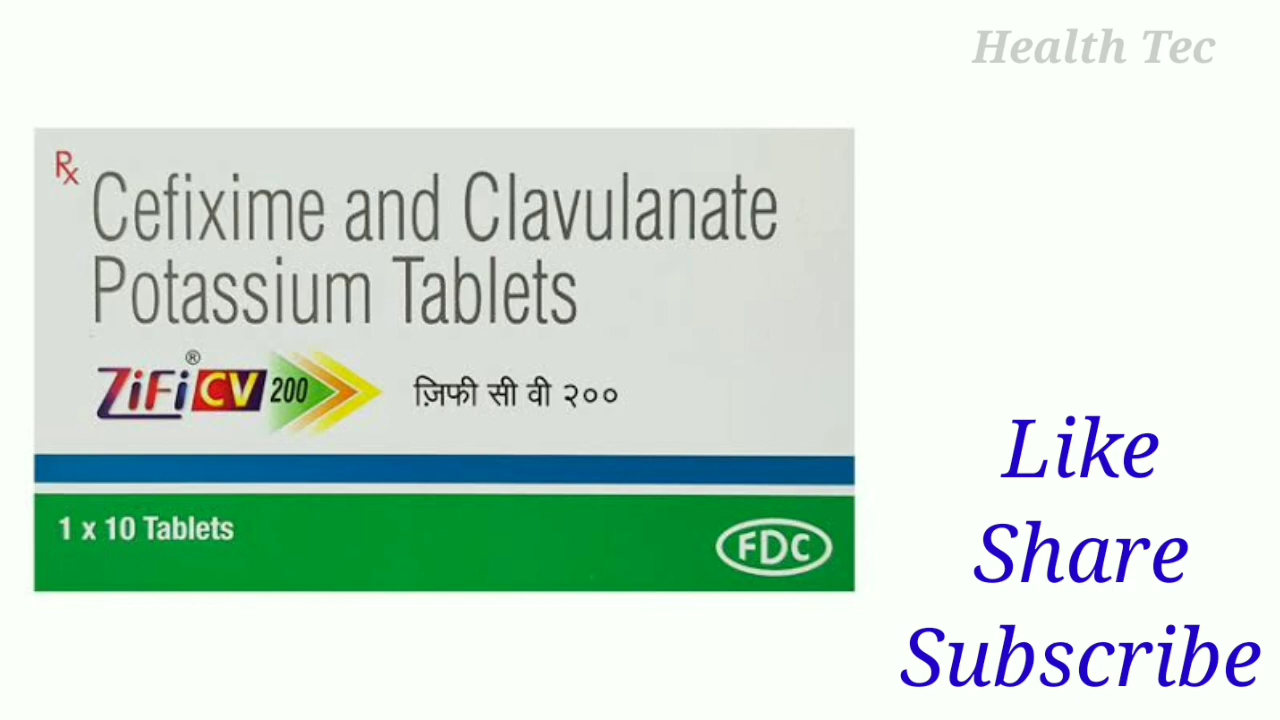 Health Tec
Rx Cefixime and Clavulanate
Potassium Tablets
ZiFi CV 200 ®
ज़िफी सी वी २००
1 x 10 Tablets
FDC
Like
Share
Subscribe